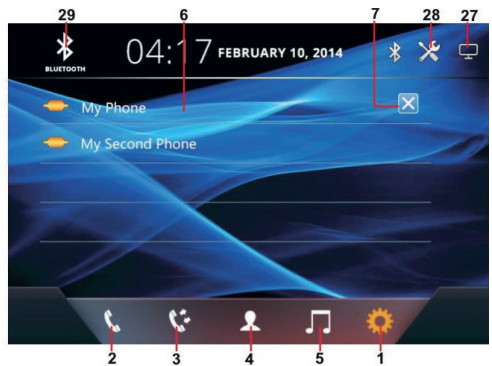 29 6 7 28 27
BLUETOOTH 04:17 FEBRUARY 10, 2014
My Phone
My Second Phone
2 3 4 5 1